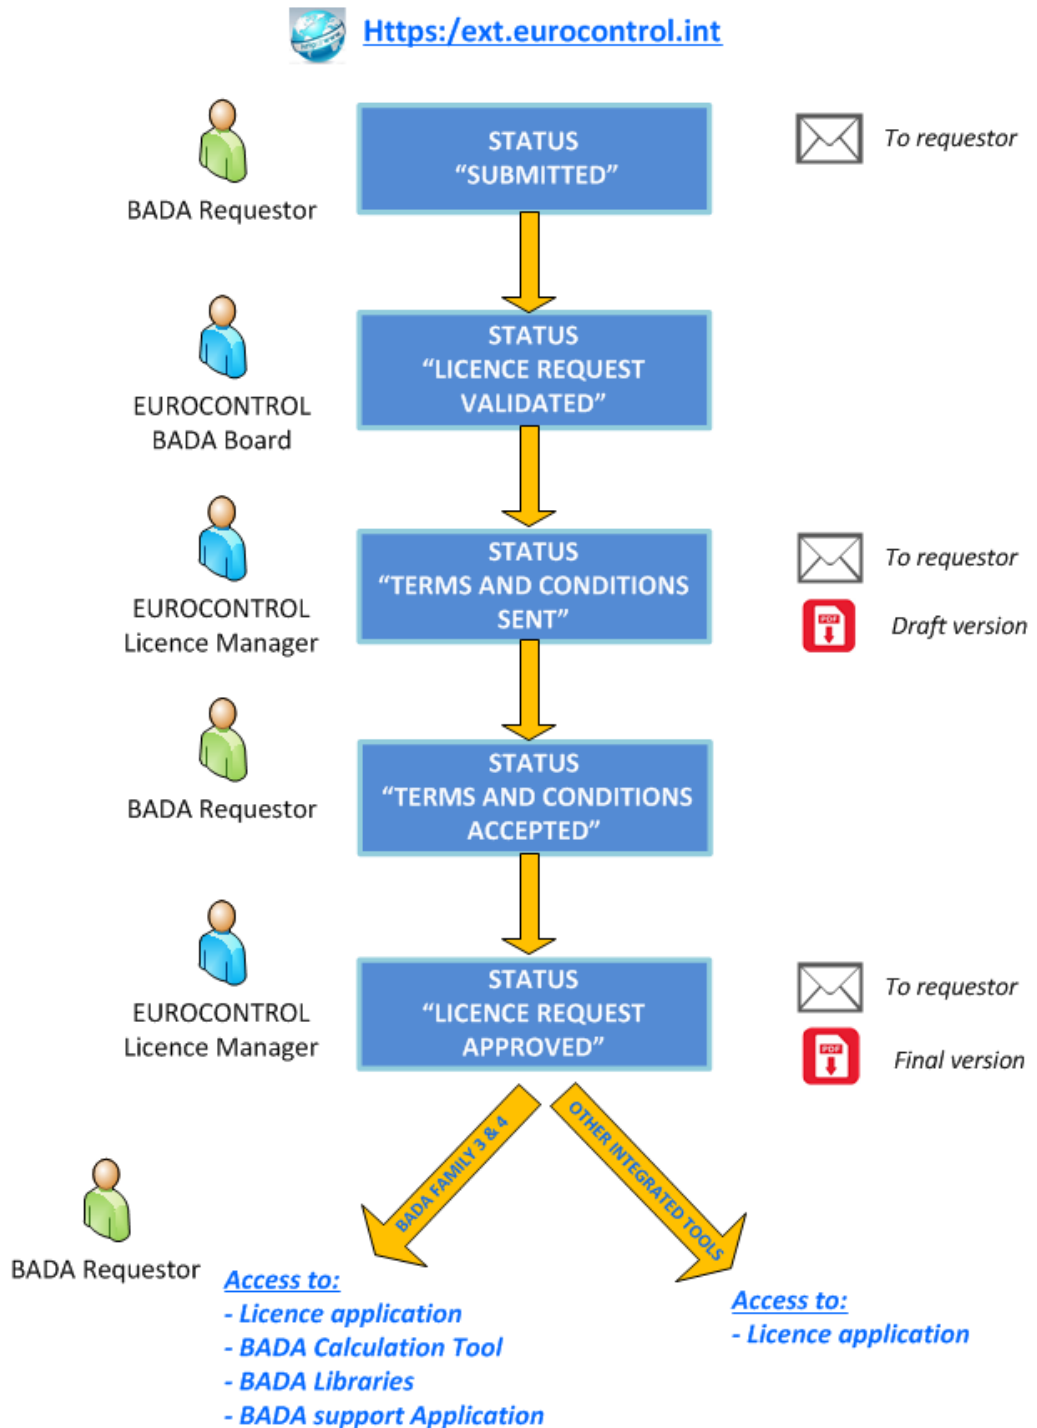 Https:/ext.eurocontrol.int
STATUS
“SUBMITTED”
To requestor
BADA Requestor
STATUS
“LICENCE REQUEST
VALIDATED”
EUROCONTROL
BADA Board
STATUS
“TERMS AND CONDITIONS
SENT”
To requestor
PDF
Draft version
EUROCONTROL
Licence Manager
STATUS
“TERMS AND CONDITIONS
ACCEPTED”
BADA Requestor
STATUS
“LICENCE REQUEST
APPROVED”
To requestor
PDF
Final version
EUROCONTROL
Licence Manager
BADA FAMILY 3 & 4
OTHER INTEGRATED TOOLS
BADA Requestor
Access to:
- Licence application
- BADA Calculation Tool
- BADA Libraries
- BADA support Application
Access to:
- Licence application